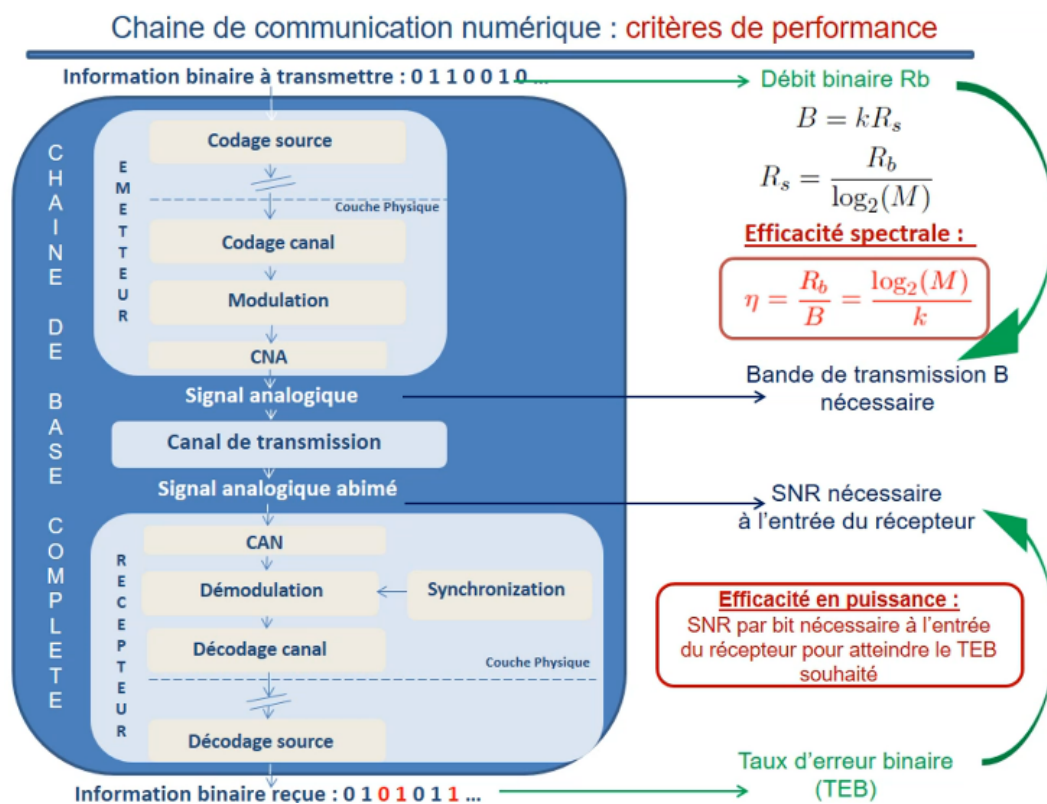 Chaine de communication numérique : critères de performance
Information binaire à transmettre : 0 1 1 0 0 1 0 ...
Débit binaire Rb
B = kR_s
R_s = R_b / log_2(M)
Efficacité spectrale :
η = R_b / B = log_2(M) / k
Bande de transmission B
nécessaire
CHAINE DE BASE COMPLETE
EMETTEUR
Codage source
Couche Physique
Codage canal
Modulation
CNA
Signal analogique
Canal de transmission
Signal analogique abimé
SNR nécessaire
à l'entrée du récepteur
RECEPTEUR
CAN
Démodulation
Synchronization
Décodage canal
Couche Physique
Décodage source
Efficacité en puissance :
SNR par bit nécessaire à l'entrée
du récepteur pour atteindre le TEB
souhaité
Taux d'erreur binaire
(TEB)
Information binaire reçue : 0 1 0 1 0 1 1 1 ...